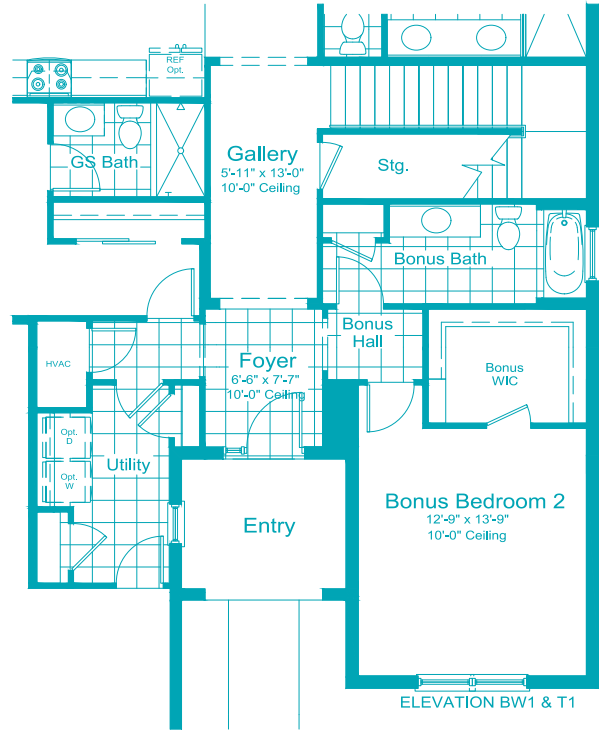 REF
Opt.
GS Bath
Gallery
5'-11" x 13'-0"
10'-0" Ceiling
Stg.
Bonus Bath
Bonus
Hall
HVAC
Foyer
6'-6" x 7'-7"
10'-0" Ceiling
Bonus
WIC
Opt.
D
Utility
Opt.
W
Entry
Bonus Bedroom 2
12'-9" x 13'-9"
10'-0" Ceiling
ELEVATION BW1 & T1